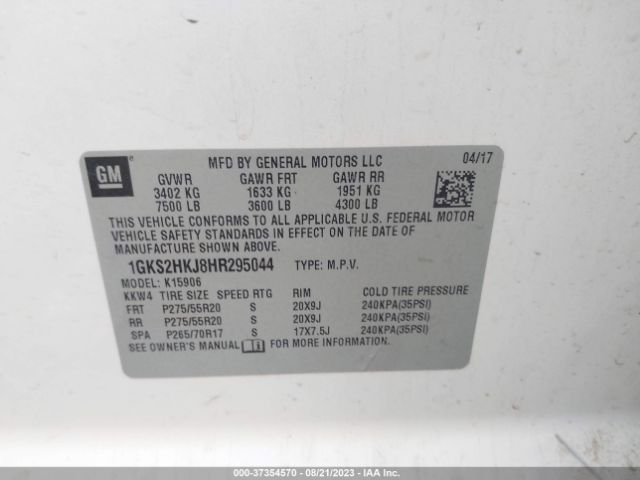 GM
MFD BY GENERAL MOTORS LLC 04/17
GVWR GAWR FRT GAWR RR
3402 KG 1633 KG 1951 KG
7500 LB 3600 LB 4300 LB
THIS VEHICLE CONFORMS TO ALL APPLICABLE U.S. FEDERAL MOTOR
VEHICLE SAFETY STANDARDS IN EFFECT ON THE DATE OF
MANUFACTURE SHOWN ABOVE.
1GKS2HKJ8HR295044 TYPE: M.P.V.
MODEL: K15906
KKW4 TIRE SIZE SPEED RTG RIM COLD TIRE PRESSURE
FRT P275/55R20 S 20X9J 240KPA(35PSI)
RR P275/55R20 S 20X9J 240KPA(35PSI)
SPA P265/70R17 S 17X7.5J 240KPA(35PSI)
SEE OWNER'S MANUAL FOR MORE INFORMATION.
© - 37354570 - 08/21/2023 - IAA Inc.